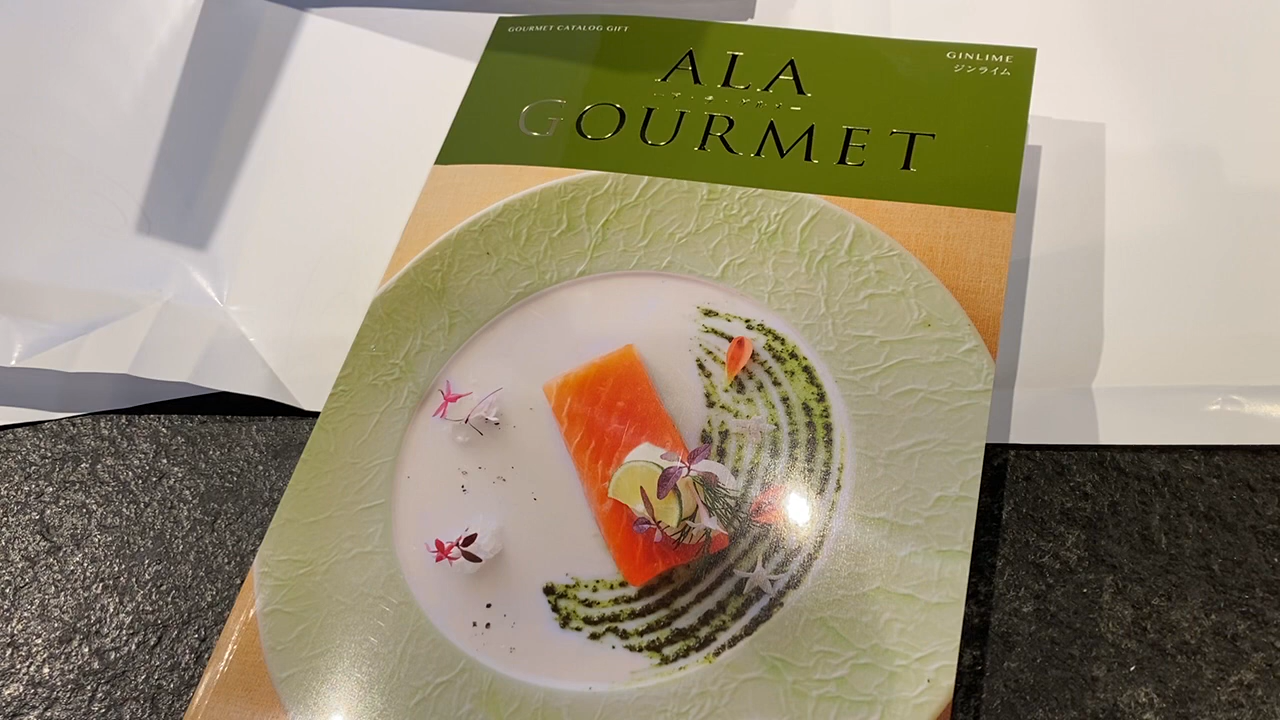 GOURMET CATALOG GIFT
GINLIME
ジンライム
ALA
GOURMET